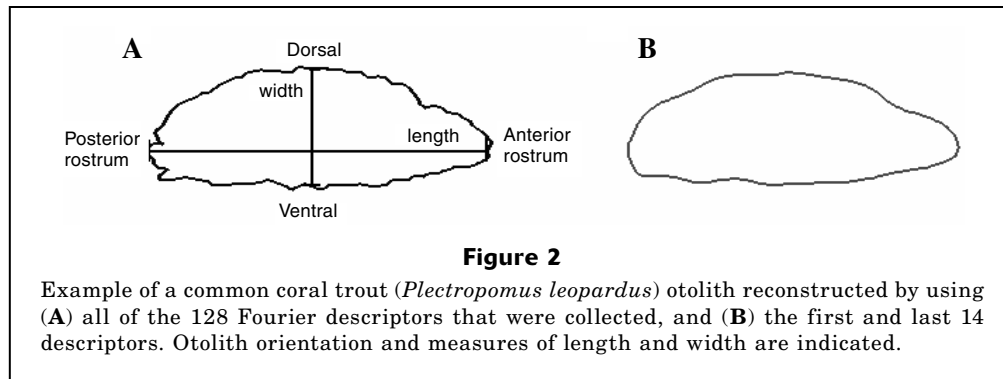 A
B
Dorsal
width
Posterior
rostrum
length
Anterior
rostrum
Ventral
Figure 2
Example of a common coral trout (Plectropomus leopardus) otolith reconstructed by using
(A) all of the 128 Fourier descriptors that were collected, and (B) the first and last 14
descriptors. Otolith orientation and measures of length and width are indicated.